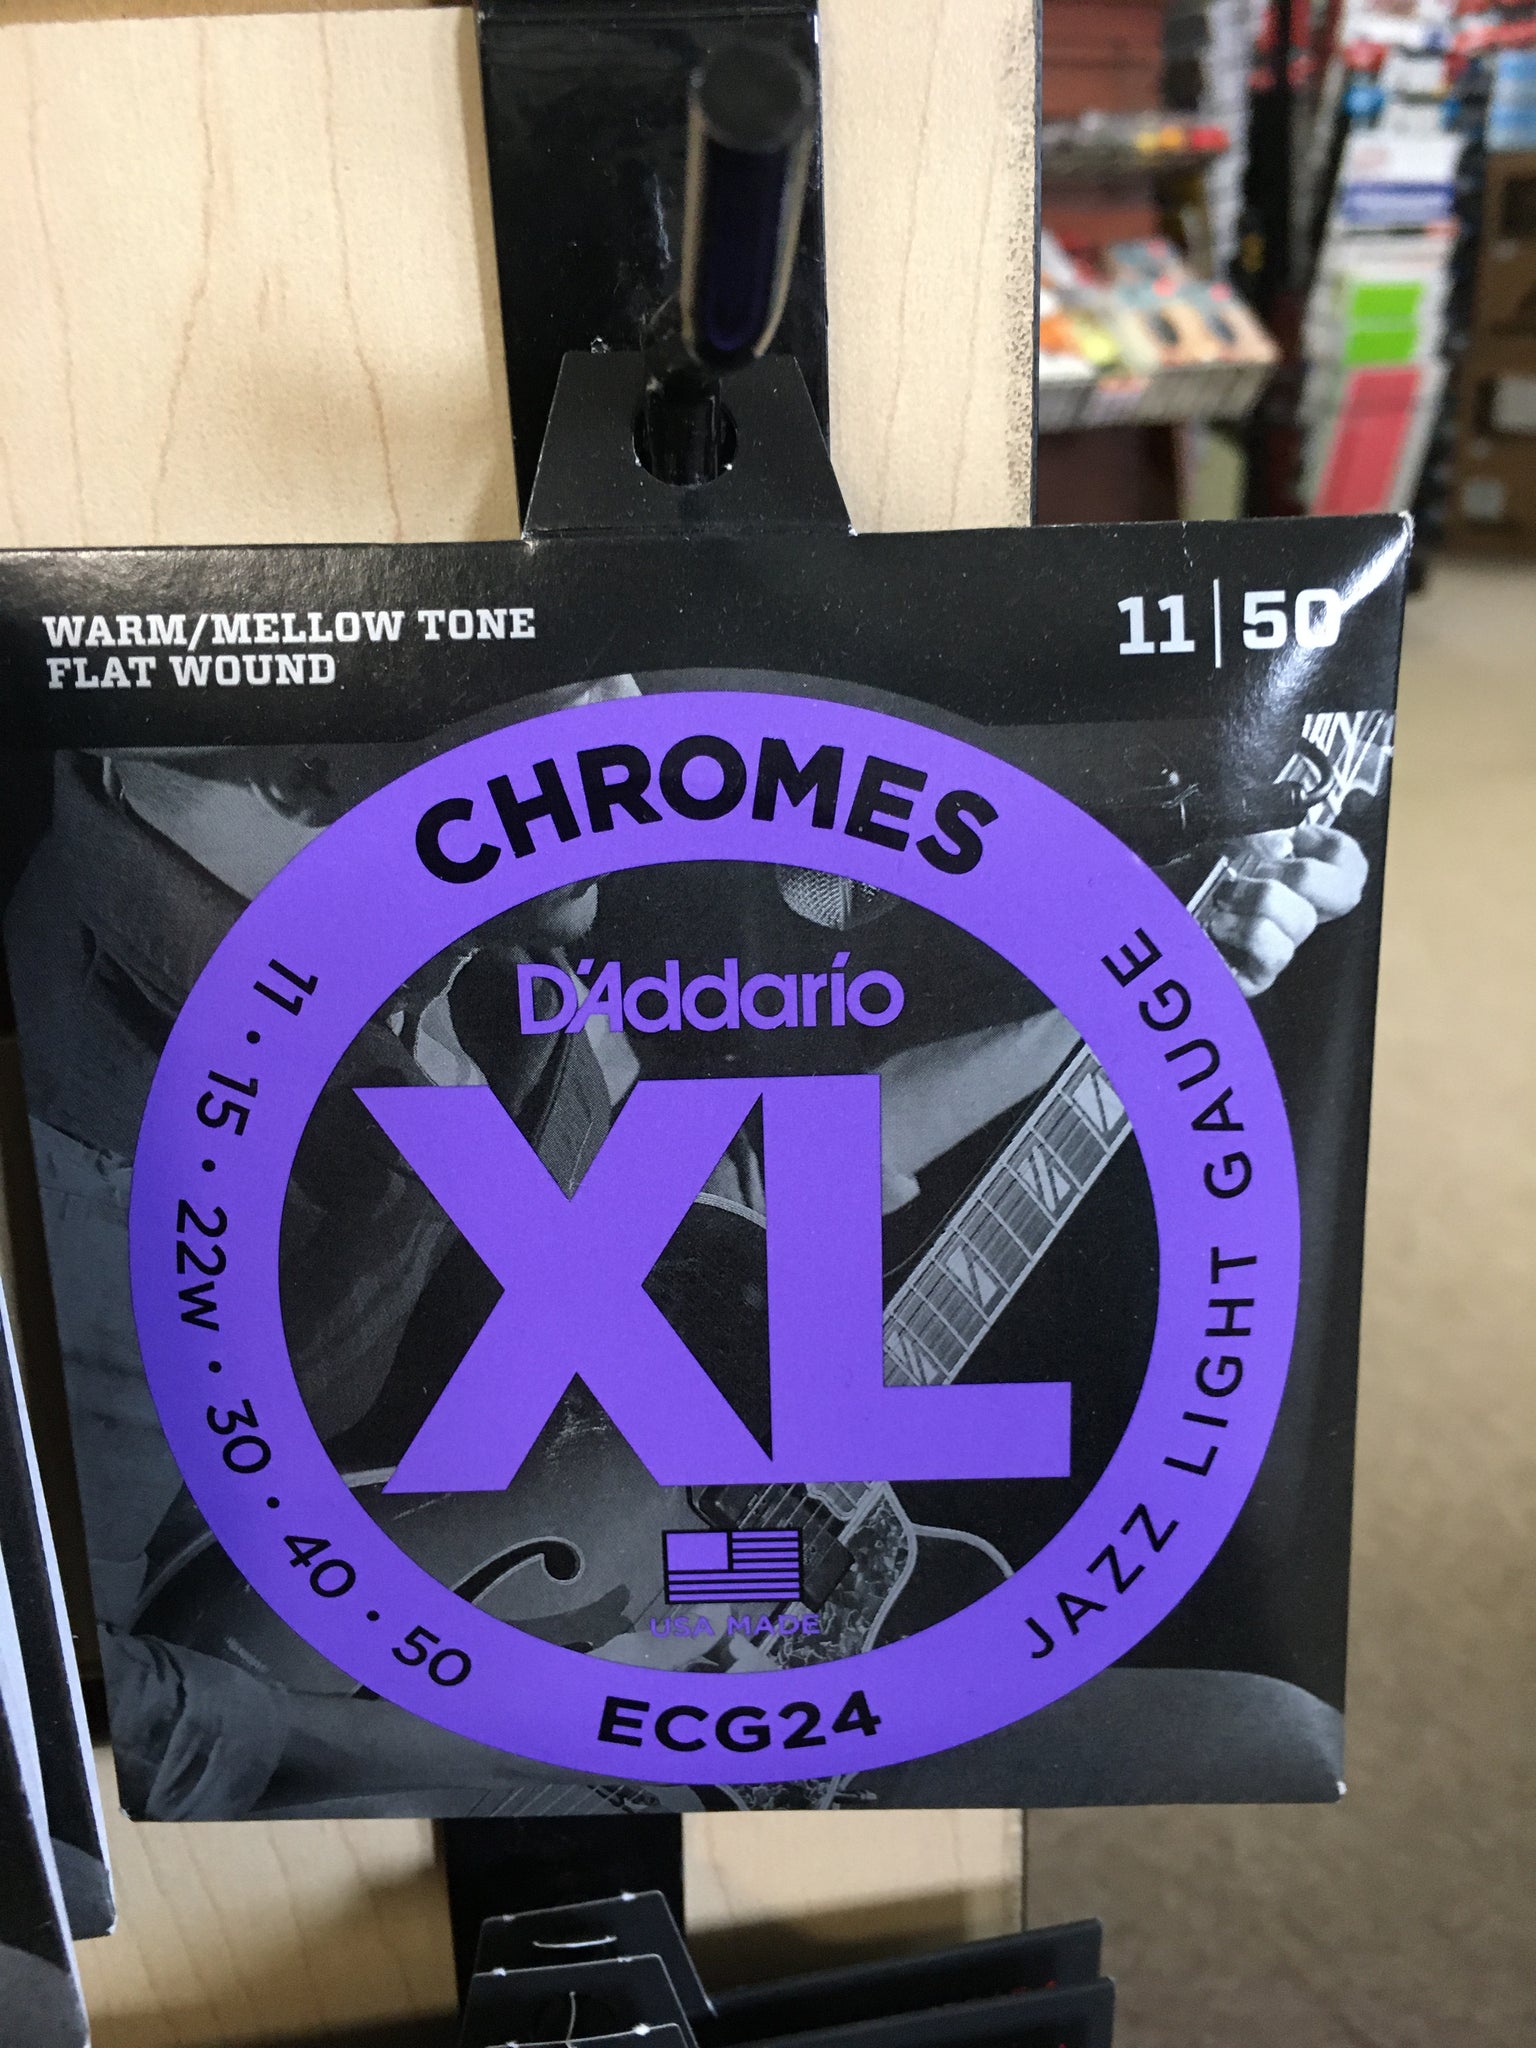 WARM/MELLOW TONE
FLAT WOUND
11|50
CHROMES
D'Addario
XL
USA MADE
11 • 15 • 22W • 30 • 40 • 50
ECG24
JAZZ LIGHT GAUGE